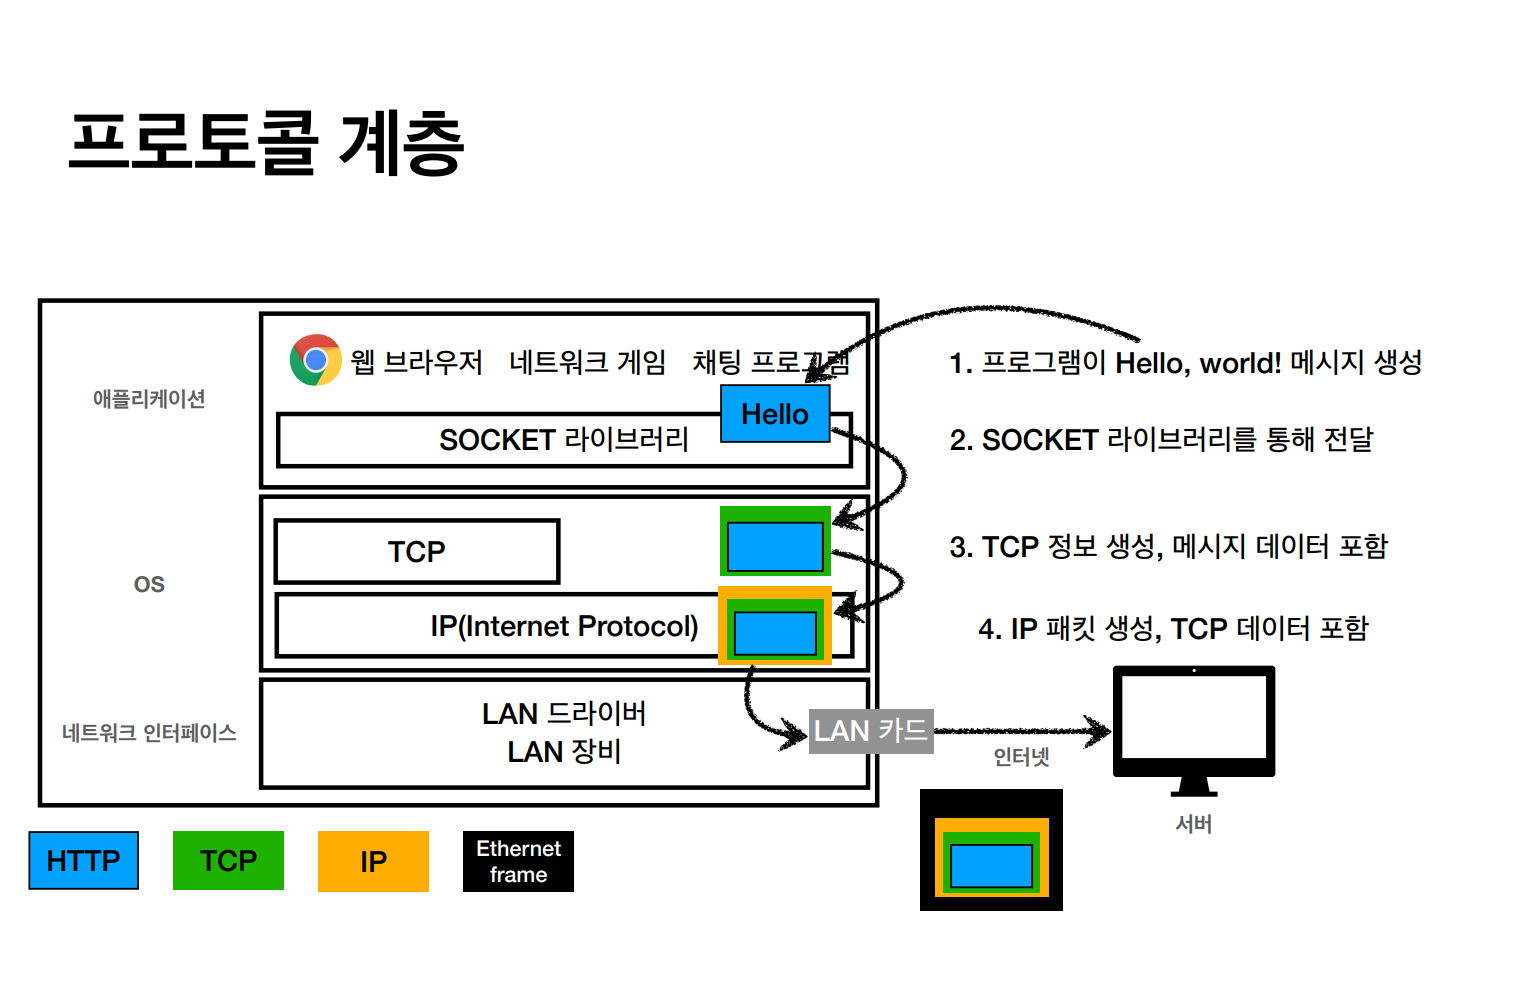 프로토콜 계층
애플리케이션
웹 브라우저 네트워크 게임 채팅 프로그램
Hello
SOCKET 라이브러리
1. 프로그램이 Hello, world! 메시지 생성
2. SOCKET 라이브러리를 통해 전달
OS
TCP
IP(Internet Protocol)
3. TCP 정보 생성, 메시지 데이터 포함
4. IP 패킷 생성, TCP 데이터 포함
네트워크 인터페이스
LAN 드라이버
LAN 장비
LAN 카드
인터넷
서버
HTTP
TCP
IP
Ethernet
frame